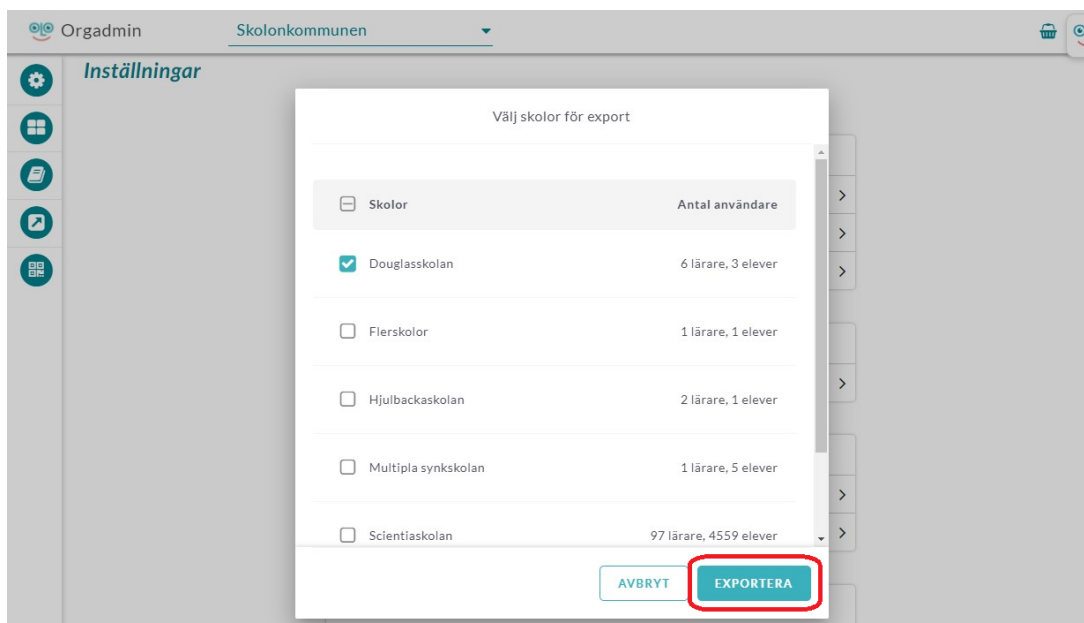 Orgadmin
Skolonkommunen
Inställningar
Välj skolor för export
Skolor Antal användare
Douglasskolan 6 lärare, 3 elever
Flerskolor 1 lärare, 1 elever
Hjulbackaskolan 2 lärare, 1 elever
Multipla synkskolan 1 lärare, 5 elever
Scientiaskolan 97 lärare, 4559 elever
AVBRYT EXPORTERA